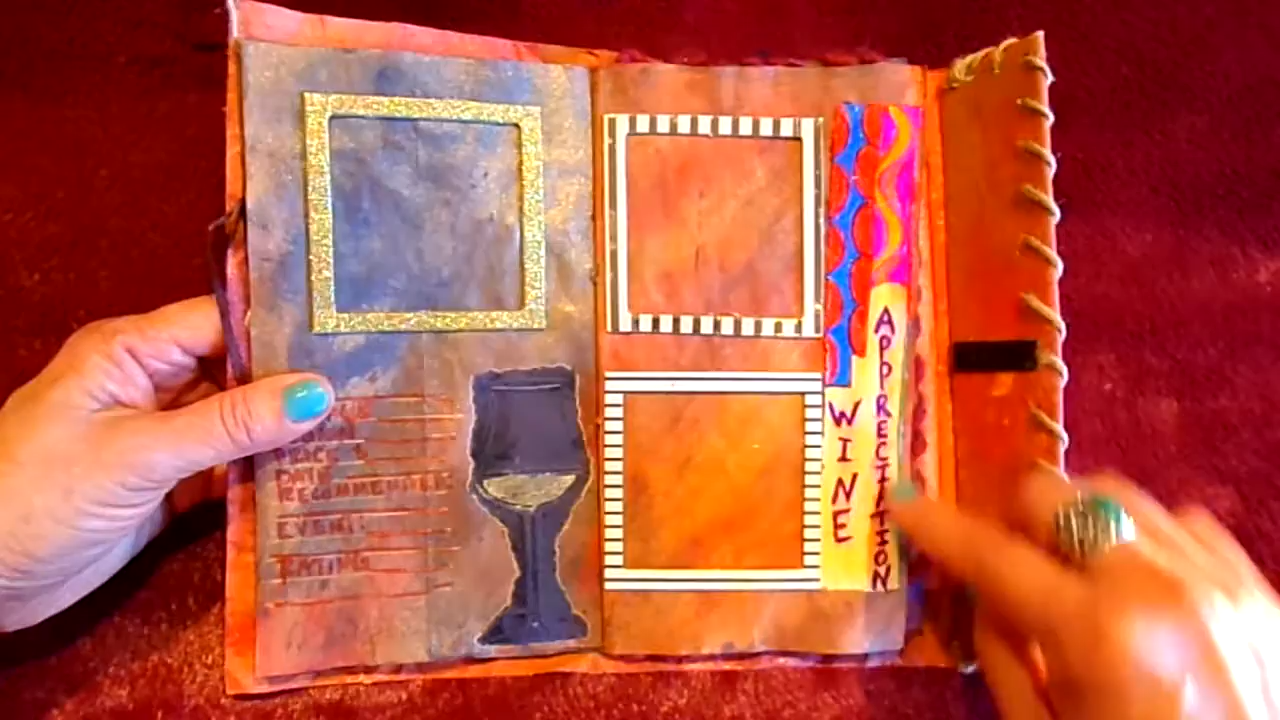 PRICE $
DATE
RECOMMENDED:
EVENT:
RATING
WINE
APPRECIATION